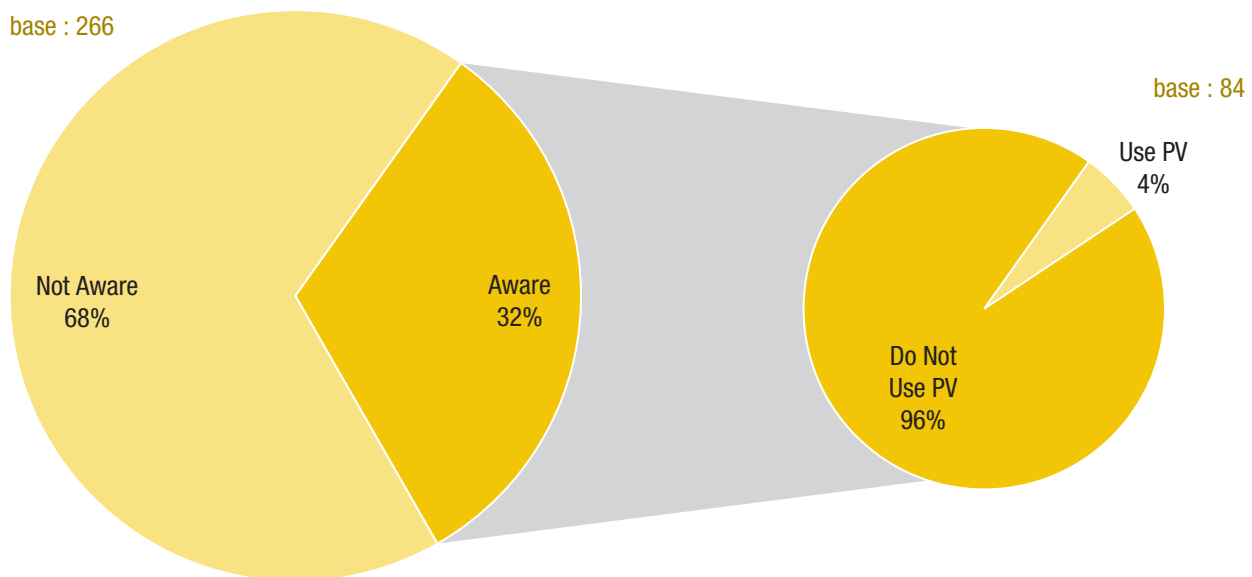 base : 266
base : 84
Use PV
4%
Not Aware
68%
Aware
32%
Do Not
Use PV
96%